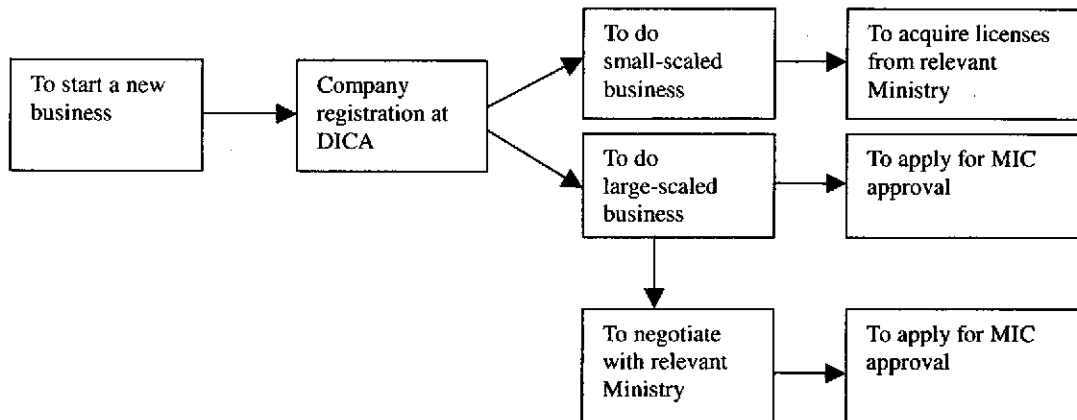 To start a new
business
Company
registration at
DICA
To do
small-scaled
business
To acquire licenses
from relevant
Ministry
To do
large-scaled
business
To apply for MIC
approval
To negotiate
with relevant
Ministry
To apply for MIC
approval